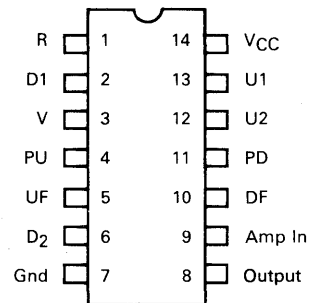 R 1 14 VCC
D1 2 13 U1
V 3 12 U2
PU 4 11 PD
UF 5 10 DF
D2 6 9 Amp In
Gnd 7 8 Output